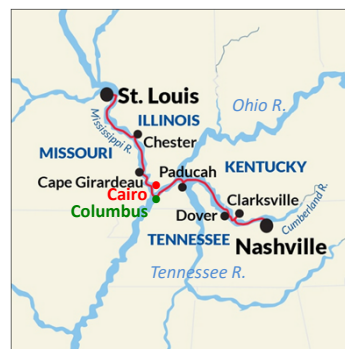 St. Louis
Mississippi R.
ILLINOIS
Ohio R.
Chester
MISSOURI
Paducah
KENTUCKY
Cape Girardeau
Cairo
Clarksville
Columbus
Dover
Cumberland R.
TENNESSEE
Nashville
Tennessee R.